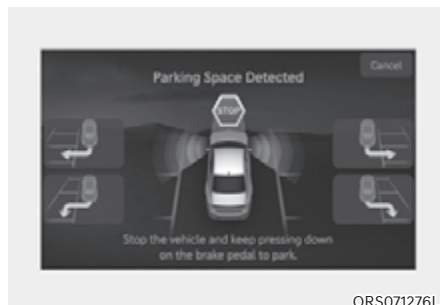 Cancel
Parking Space Detected
STOP
Stop the vehicle and keep pressing down
on the brake pedal to park.
ORS071276L